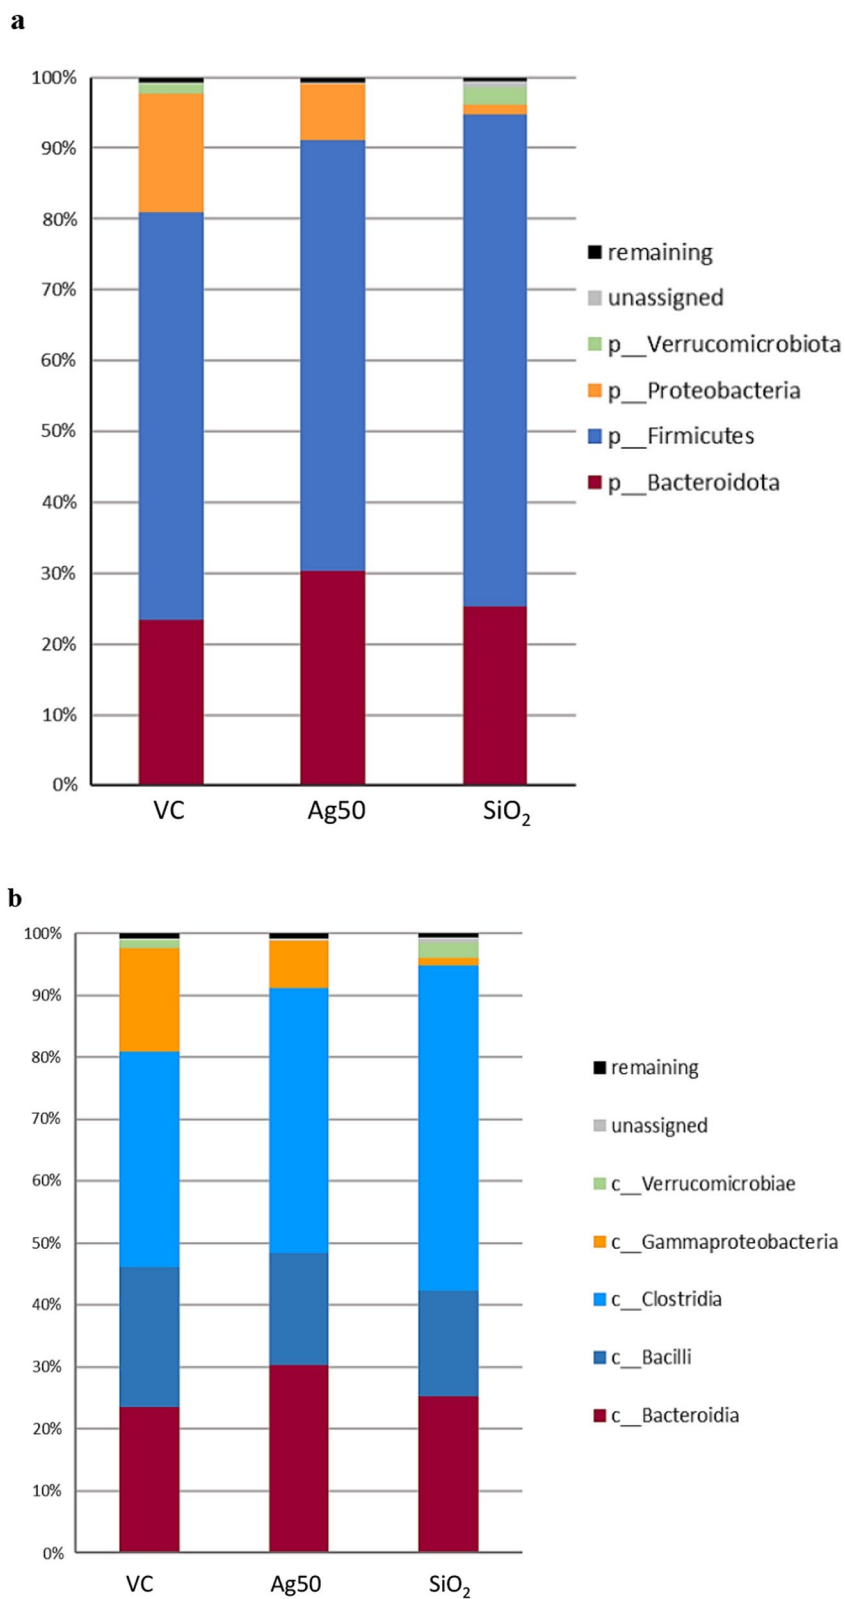 a
100%
90%
80%
70%
60%
50%
40%
30%
20%
10%
0%
VC Ag50 SiO₂
remaining
unassigned
p__Verrucomicrobiota
p__Proteobacteria
p__Firmicutes
p__Bacteroidota
b
100%
90%
80%
70%
60%
50%
40%
30%
20%
10%
0%
VC Ag50 SiO₂
remaining
unassigned
c__Verrucomicrobiae
c__Gammaproteobacteria
c__Clostridia
c__Bacilli
c__Bacteroidia